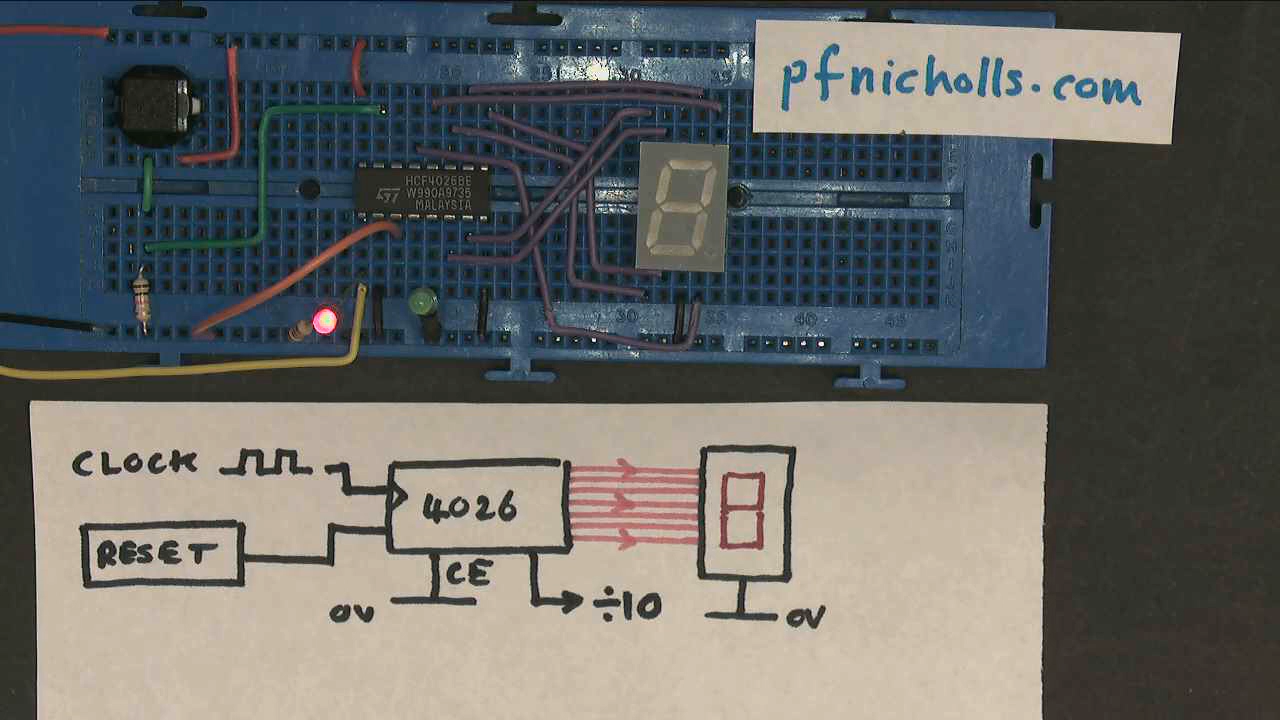 pfnicholls.com
HCF4026BE
W990A9735
MALAYSIA
CLOCK
4026
RESET
CE
0V
÷10
0V